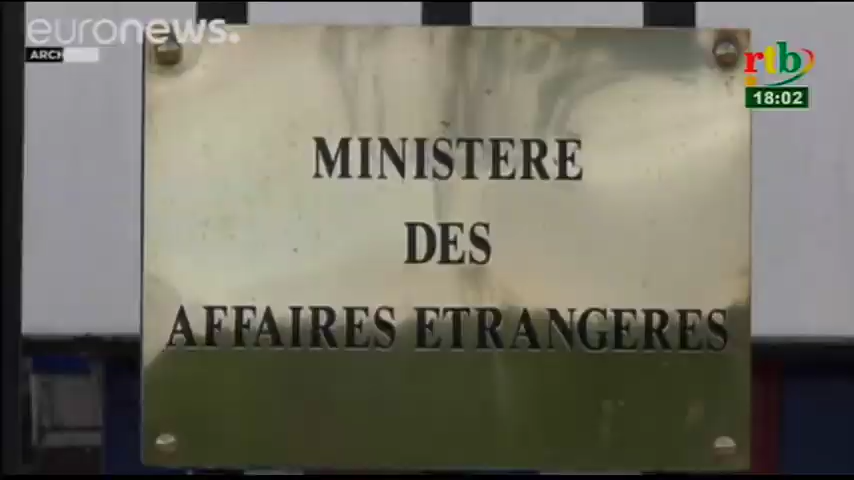 euronews.
rtb
ARCH
18:02
MINISTERE
DES
AFFAIRES ETRANGERES